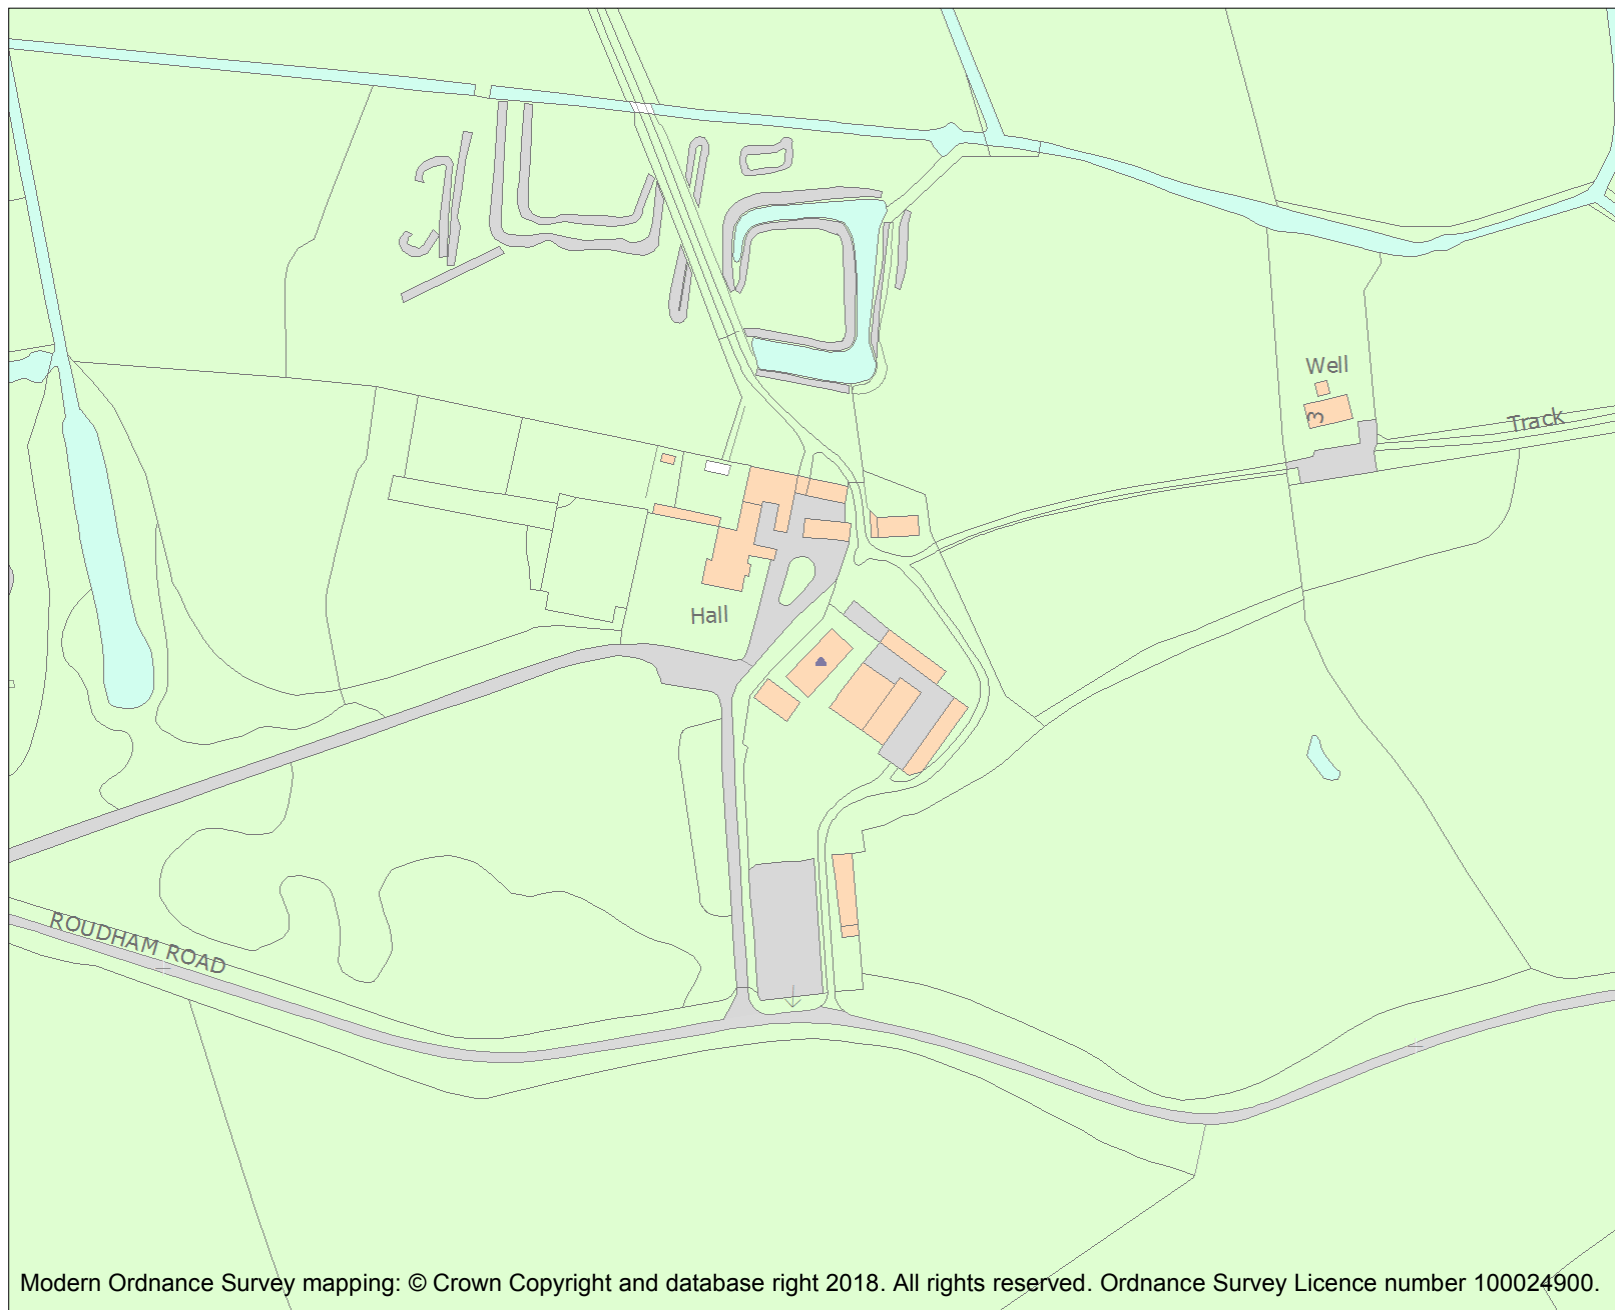 Well
3
Track
Hall
ROUDHAM ROAD
Modern Ordnance Survey mapping: © Crown Copyright and database right 2018. All rights reserved. Ordnance Survey Licence number 100024900.